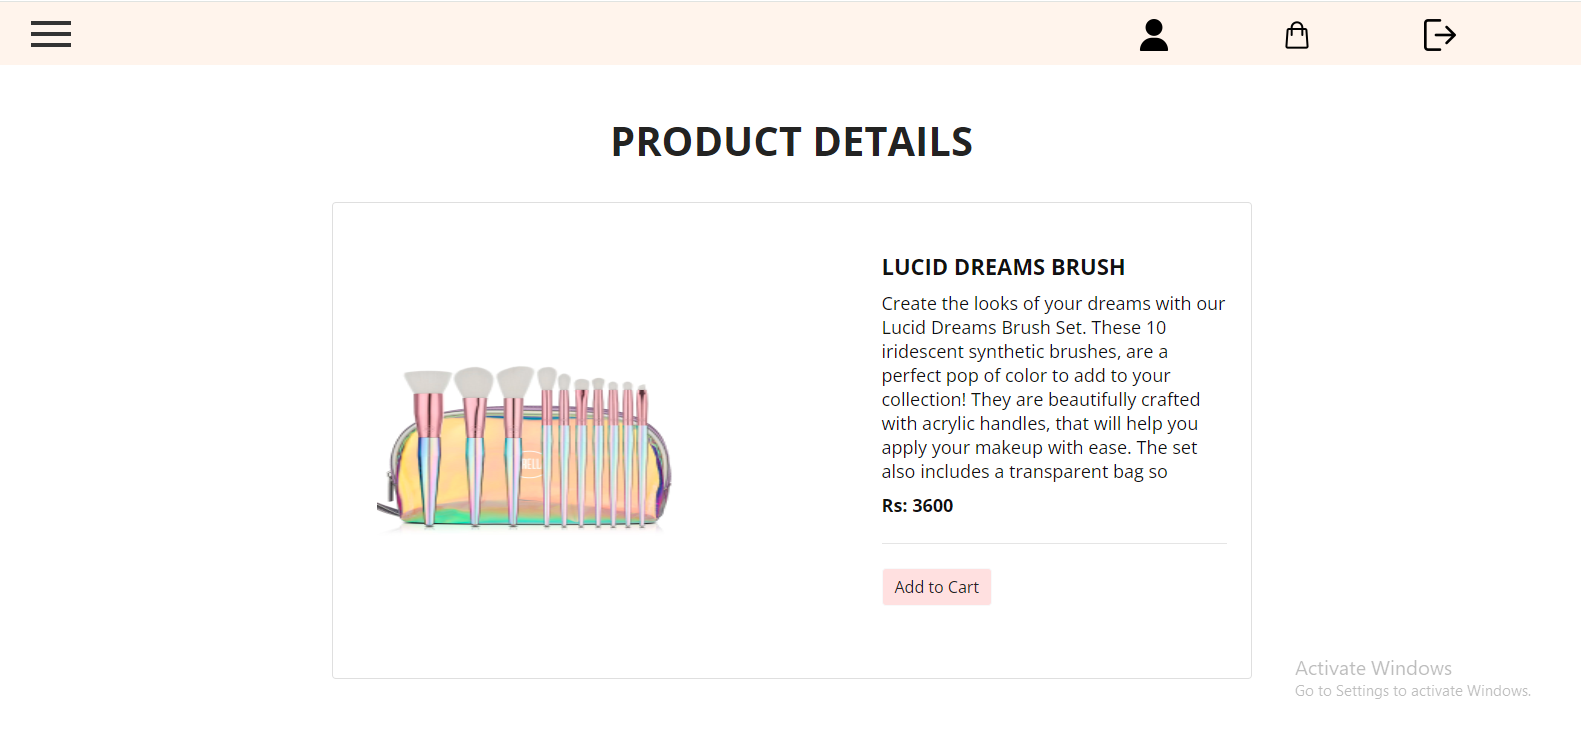 PRODUCT DETAILS
LUCID DREAMS BRUSH
Create the looks of your dreams with our
Lucid Dreams Brush Set. These 10
iridescent synthetic brushes, are a
perfect pop of color to add to your
collection! They are beautifully crafted
with acrylic handles, that will help you
apply your makeup with ease. The set
also includes a transparent bag so
Rs: 3600
Add to Cart
Activate Windows
Go to Settings to activate Windows.